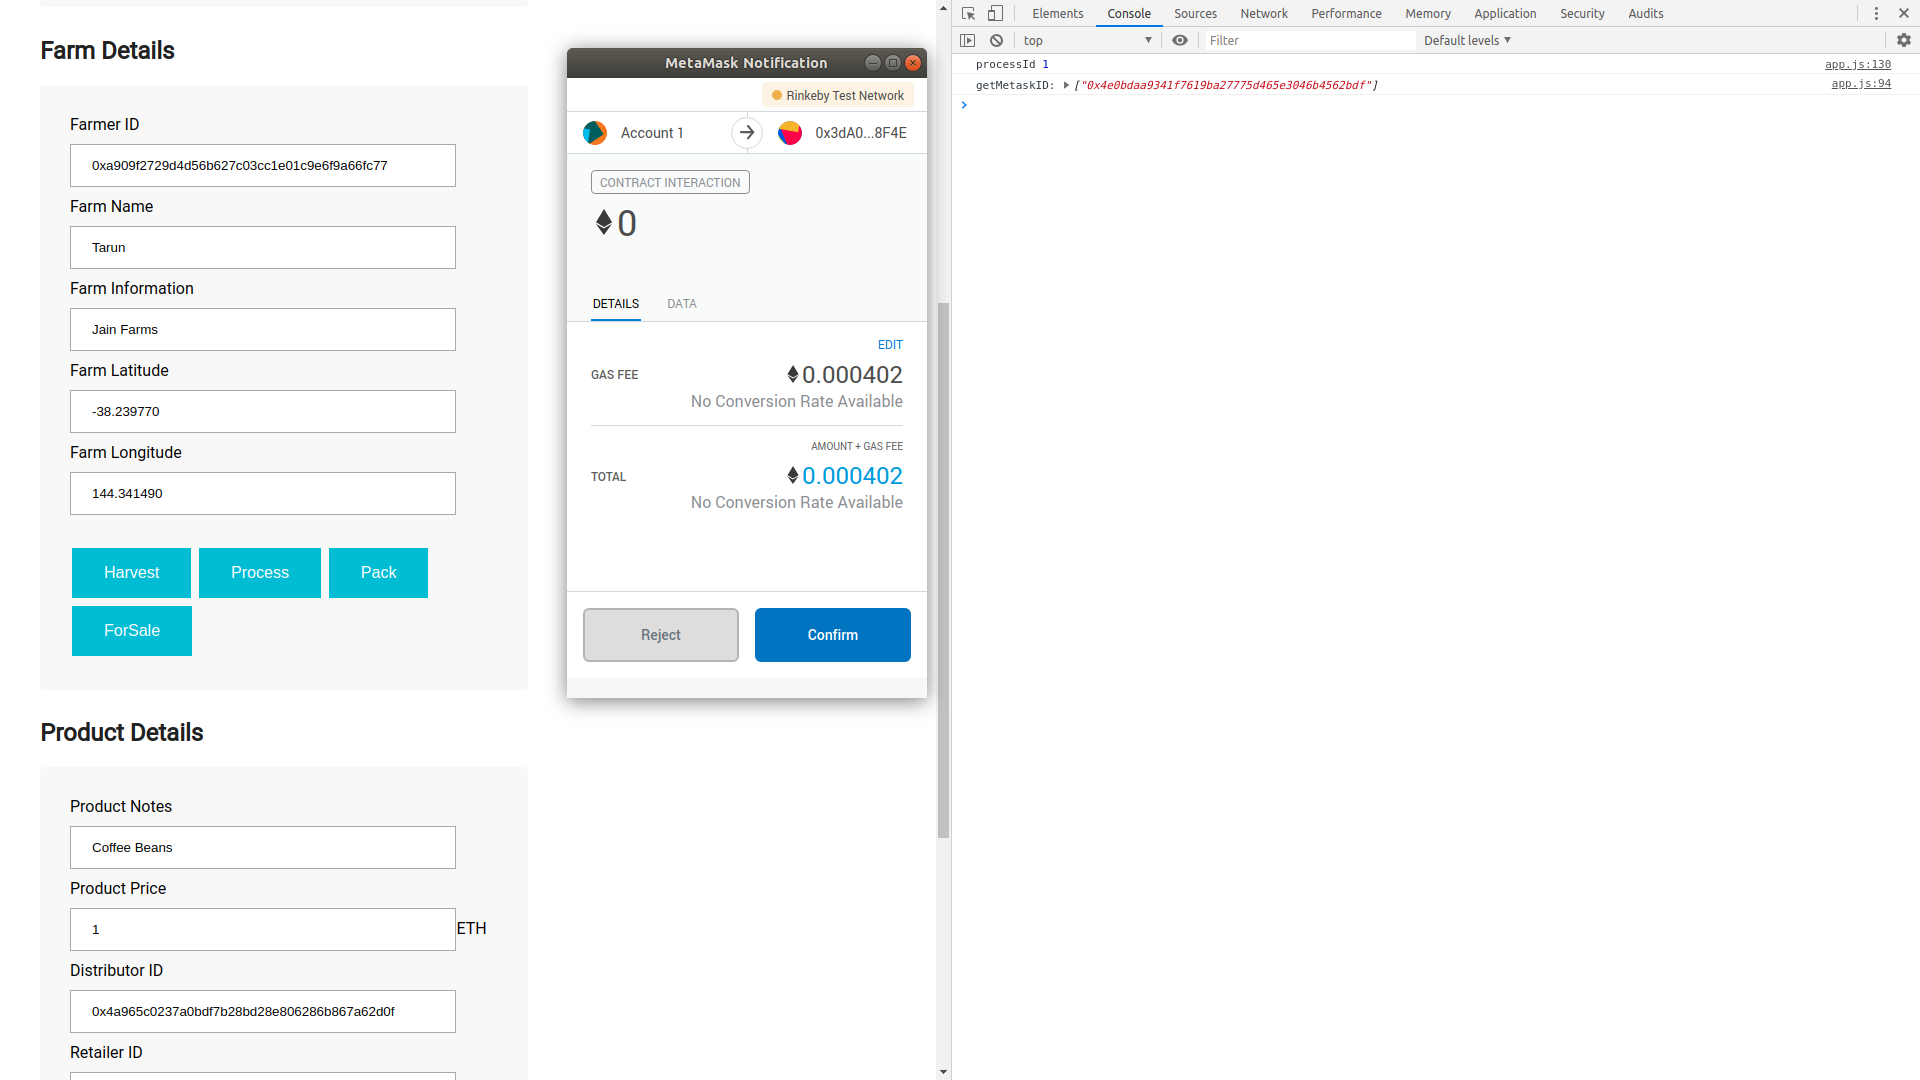 Farm Details
Farmer ID
0xa909f2729d4d56b627c03cc1e01c9e6f9a66fc77
Farm Name
Tarun
Farm Information
Jain Farms
Farm Latitude
-38.239770
Farm Longitude
144.341490
Harvest
Process
Pack
ForSale
Product Details
Product Notes
Coffee Beans
Product Price
1
ETH
Distributor ID
0x4a965c0237a0bdf7b28bd28e806286b867a62d0f
Retailer ID
MetaMask Notification
Rinkeby Test Network
Account 1
0x3dA0...8F4E
CONTRACT INTERACTION
0
DETAILS
DATA
EDIT
GAS FEE
0.000402
No Conversion Rate Available
AMOUNT + GAS FEE
TOTAL
0.000402
No Conversion Rate Available
Reject
Confirm
Elements
Console
Sources
Network
Performance
Memory
Application
Security
Audits
top
Filter
Default levels
processId 1
app.js:130
getMetaskID: ["0x4e0bdaa9341f7619ba27775d465e3046b4562bdf"]
app.js:94